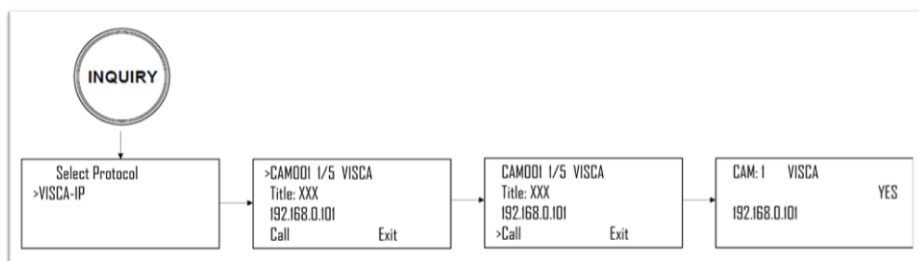 INQUIRY
Select Protocol
>VISCA-IP
>CAM001 1/5 VISCA
Title: XXX
192.168.0.101
Call Exit
CAM001 1/5 VISCA
Title: XXX
192.168.0.101
>Call Exit
CAM: 1 VISCA
YES
192.168.0.101